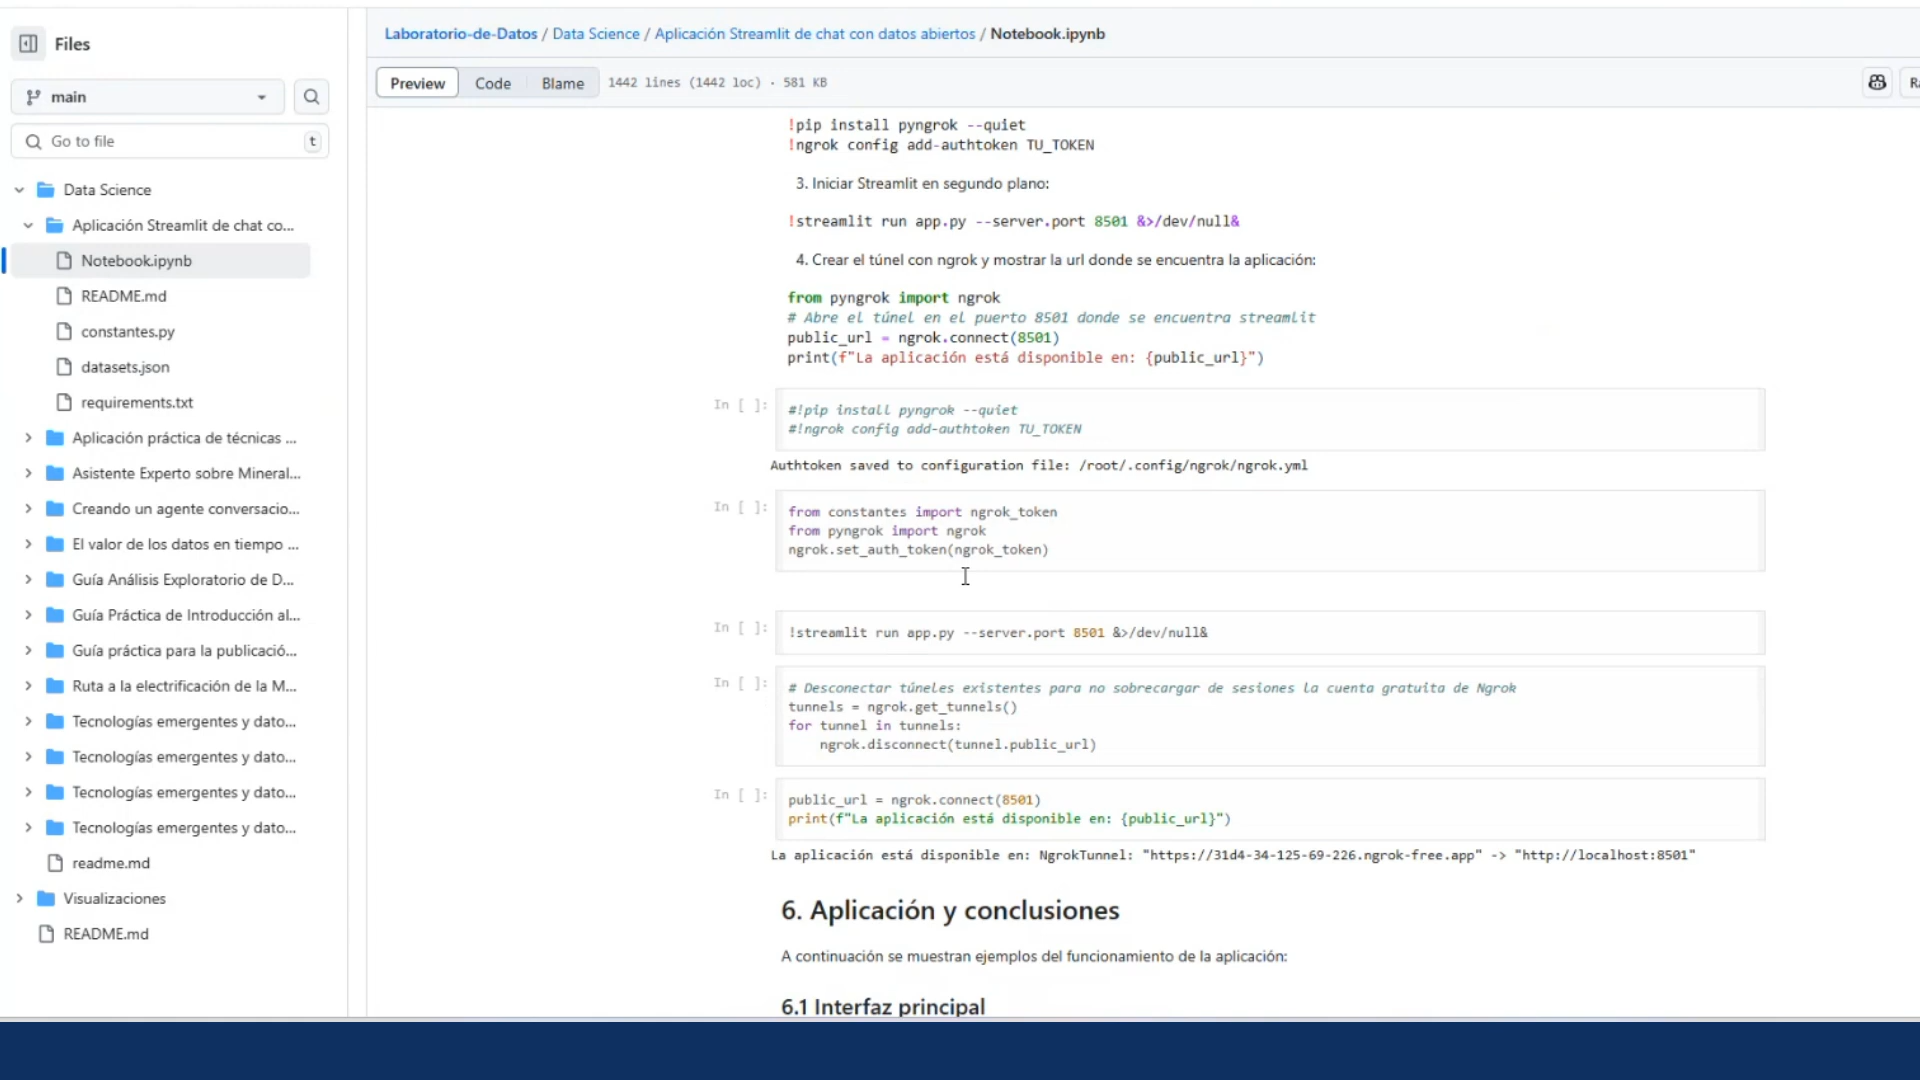 Files
main
Go to file
t
Data Science
Aplicación Streamlit de chat co...
Notebook.ipynb
README.md
constantes.py
datasets.json
requirements.txt
Aplicación práctica de técnicas ...
Asistente Experto sobre Mineral...
Creando un agente conversacio...
El valor de los datos en tiempo ...
Guía Análisis Exploratorio de D...
Guía Práctica de Introducción al...
Guía práctica para la publicació...
Ruta a la electrificación de la M...
Tecnologías emergentes y dato...
Tecnologías emergentes y dato...
Tecnologías emergentes y dato...
Tecnologías emergentes y dato...
readme.md
Visualizaciones
README.md
Laboratorio-de-Datos / Data Science / Aplicación Streamlit de chat con datos abiertos / Notebook.ipynb
Preview Code Blame 1442 lines (1442 loc) · 581 KB
Ra
!pip install pyngrok --quiet
!ngrok config add-authtoken TU_TOKEN
3. Iniciar Streamlit en segundo plano:
!streamlit run app.py --server.port 8501 &>/dev/null&
4. Crear el túnel con ngrok y mostrar la url donde se encuentra la aplicación:
from pyngrok import ngrok
# Abre el túnel en el puerto 8501 donde se encuentra streamlit
public_url = ngrok.connect(8501)
print(f"La aplicación está disponible en: {public_url}")
In [ ]:
#!pip install pyngrok --quiet
#!ngrok config add-authtoken TU_TOKEN
Authtoken saved to configuration file: /root/.config/ngrok/ngrok.yml
In [ ]:
from constantes import ngrok_token
from pyngrok import ngrok
ngrok.set_auth_token(ngrok_token)
In [ ]:
!streamlit run app.py --server.port 8501 &>/dev/null&
In [ ]:
# Desconectar túneles existentes para no sobrecargar de sesiones la cuenta gratuita de Ngrok
tunnels = ngrok.get_tunnels()
for tunnel in tunnels:
    ngrok.disconnect(tunnel.public_url)
In [ ]:
public_url = ngrok.connect(8501)
print(f"La aplicación está disponible en: {public_url}")
La aplicación está disponible en: NgrokTunnel: "https://31d4-34-125-69-226.ngrok-free.app" -> "http://localhost:8501"
6. Aplicación y conclusiones
A continuación se muestran ejemplos del funcionamiento de la aplicación:
6.1 Interfaz principal